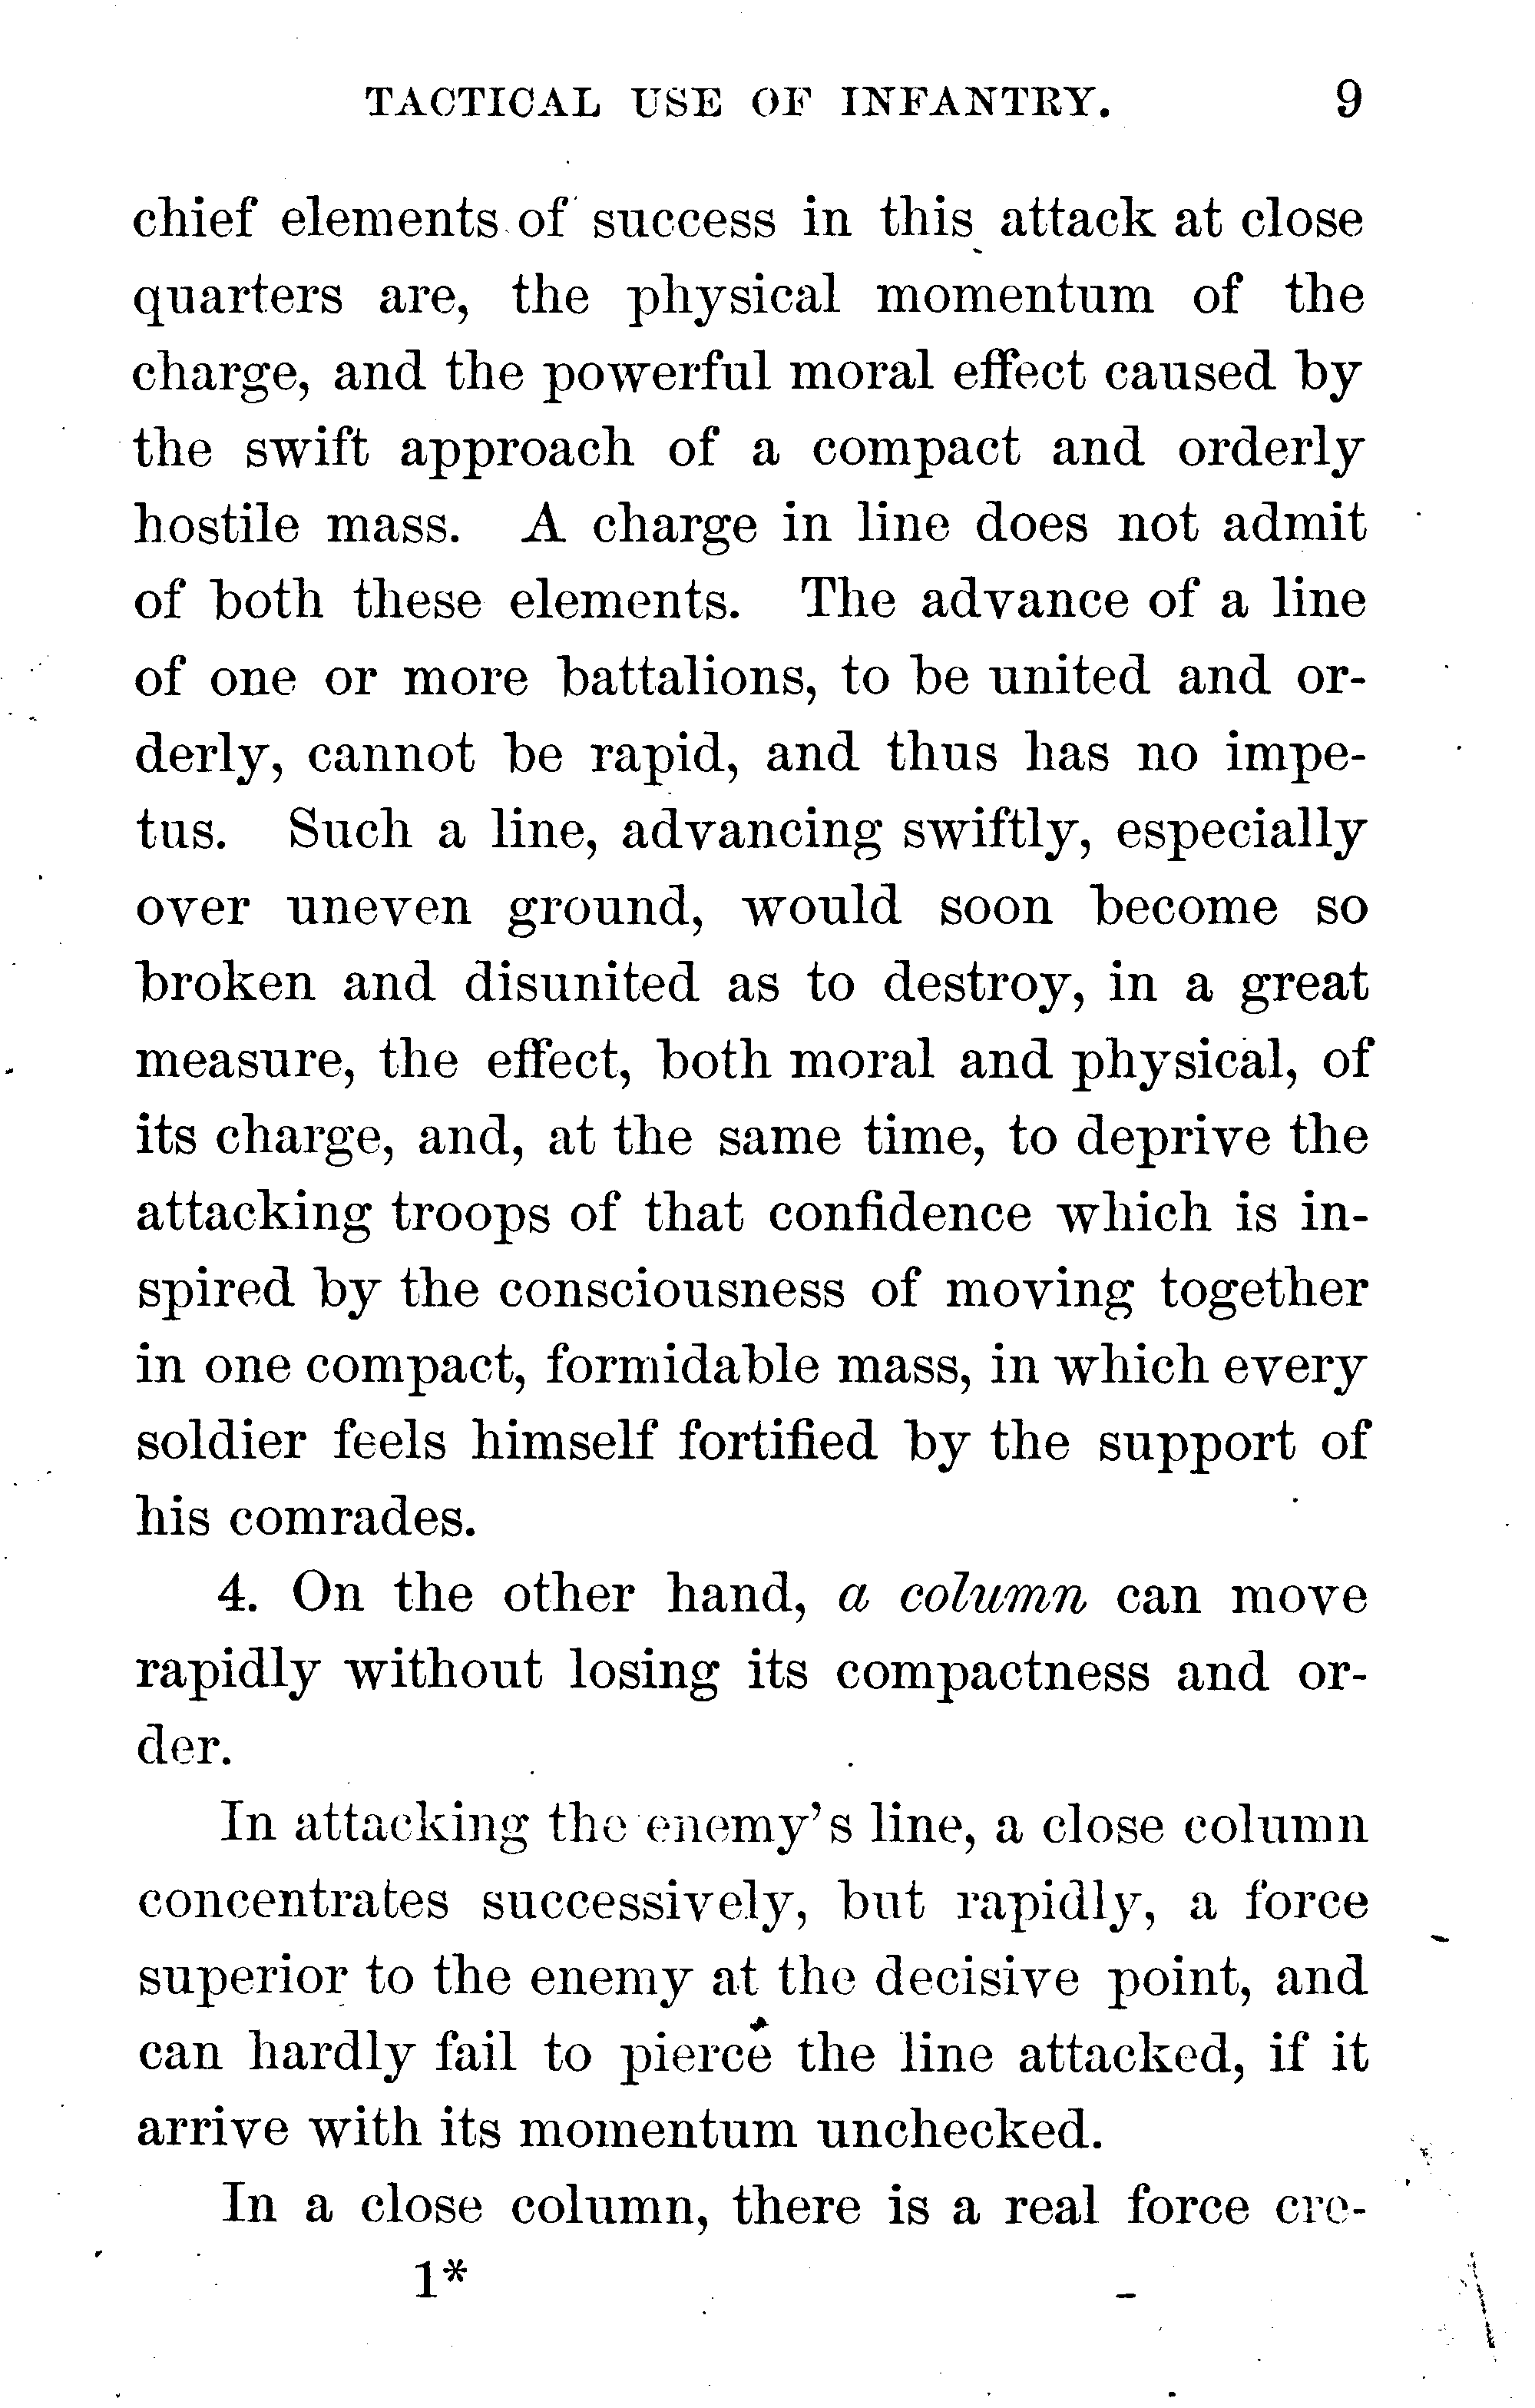 TACTICAL USE OF INFANTRY. 9
chief elements of success in this attack at close
quarters are, the physical momentum of the
charge, and the powerful moral effect caused by
the swift approach of a compact and orderly
hostile mass. A charge in line does not admit
of both these elements. The advance of a line
of one or more battalions, to be united and or-
derly, cannot be rapid, and thus has no impe-
tus. Such a line, advancing swiftly, especially
over uneven ground, would soon become so
broken and disunited as to destroy, in a great
measure, the effect, both moral and physical, of
its charge, and, at the same time, to deprive the
attacking troops of that confidence which is in-
spired by the consciousness of moving together
in one compact, formidable mass, in which every
soldier feels himself fortified by the support of
his comrades.
4. On the other hand, a column can move
rapidly without losing its compactness and or-
der.
In attacking the enemy's line, a close column
concentrates successively, but rapidly, a force
superior to the enemy at the decisive point, and
can hardly fail to pierce the line attacked, if it
arrive with its momentum unchecked.
In a close column, there is a real force cre-
1*